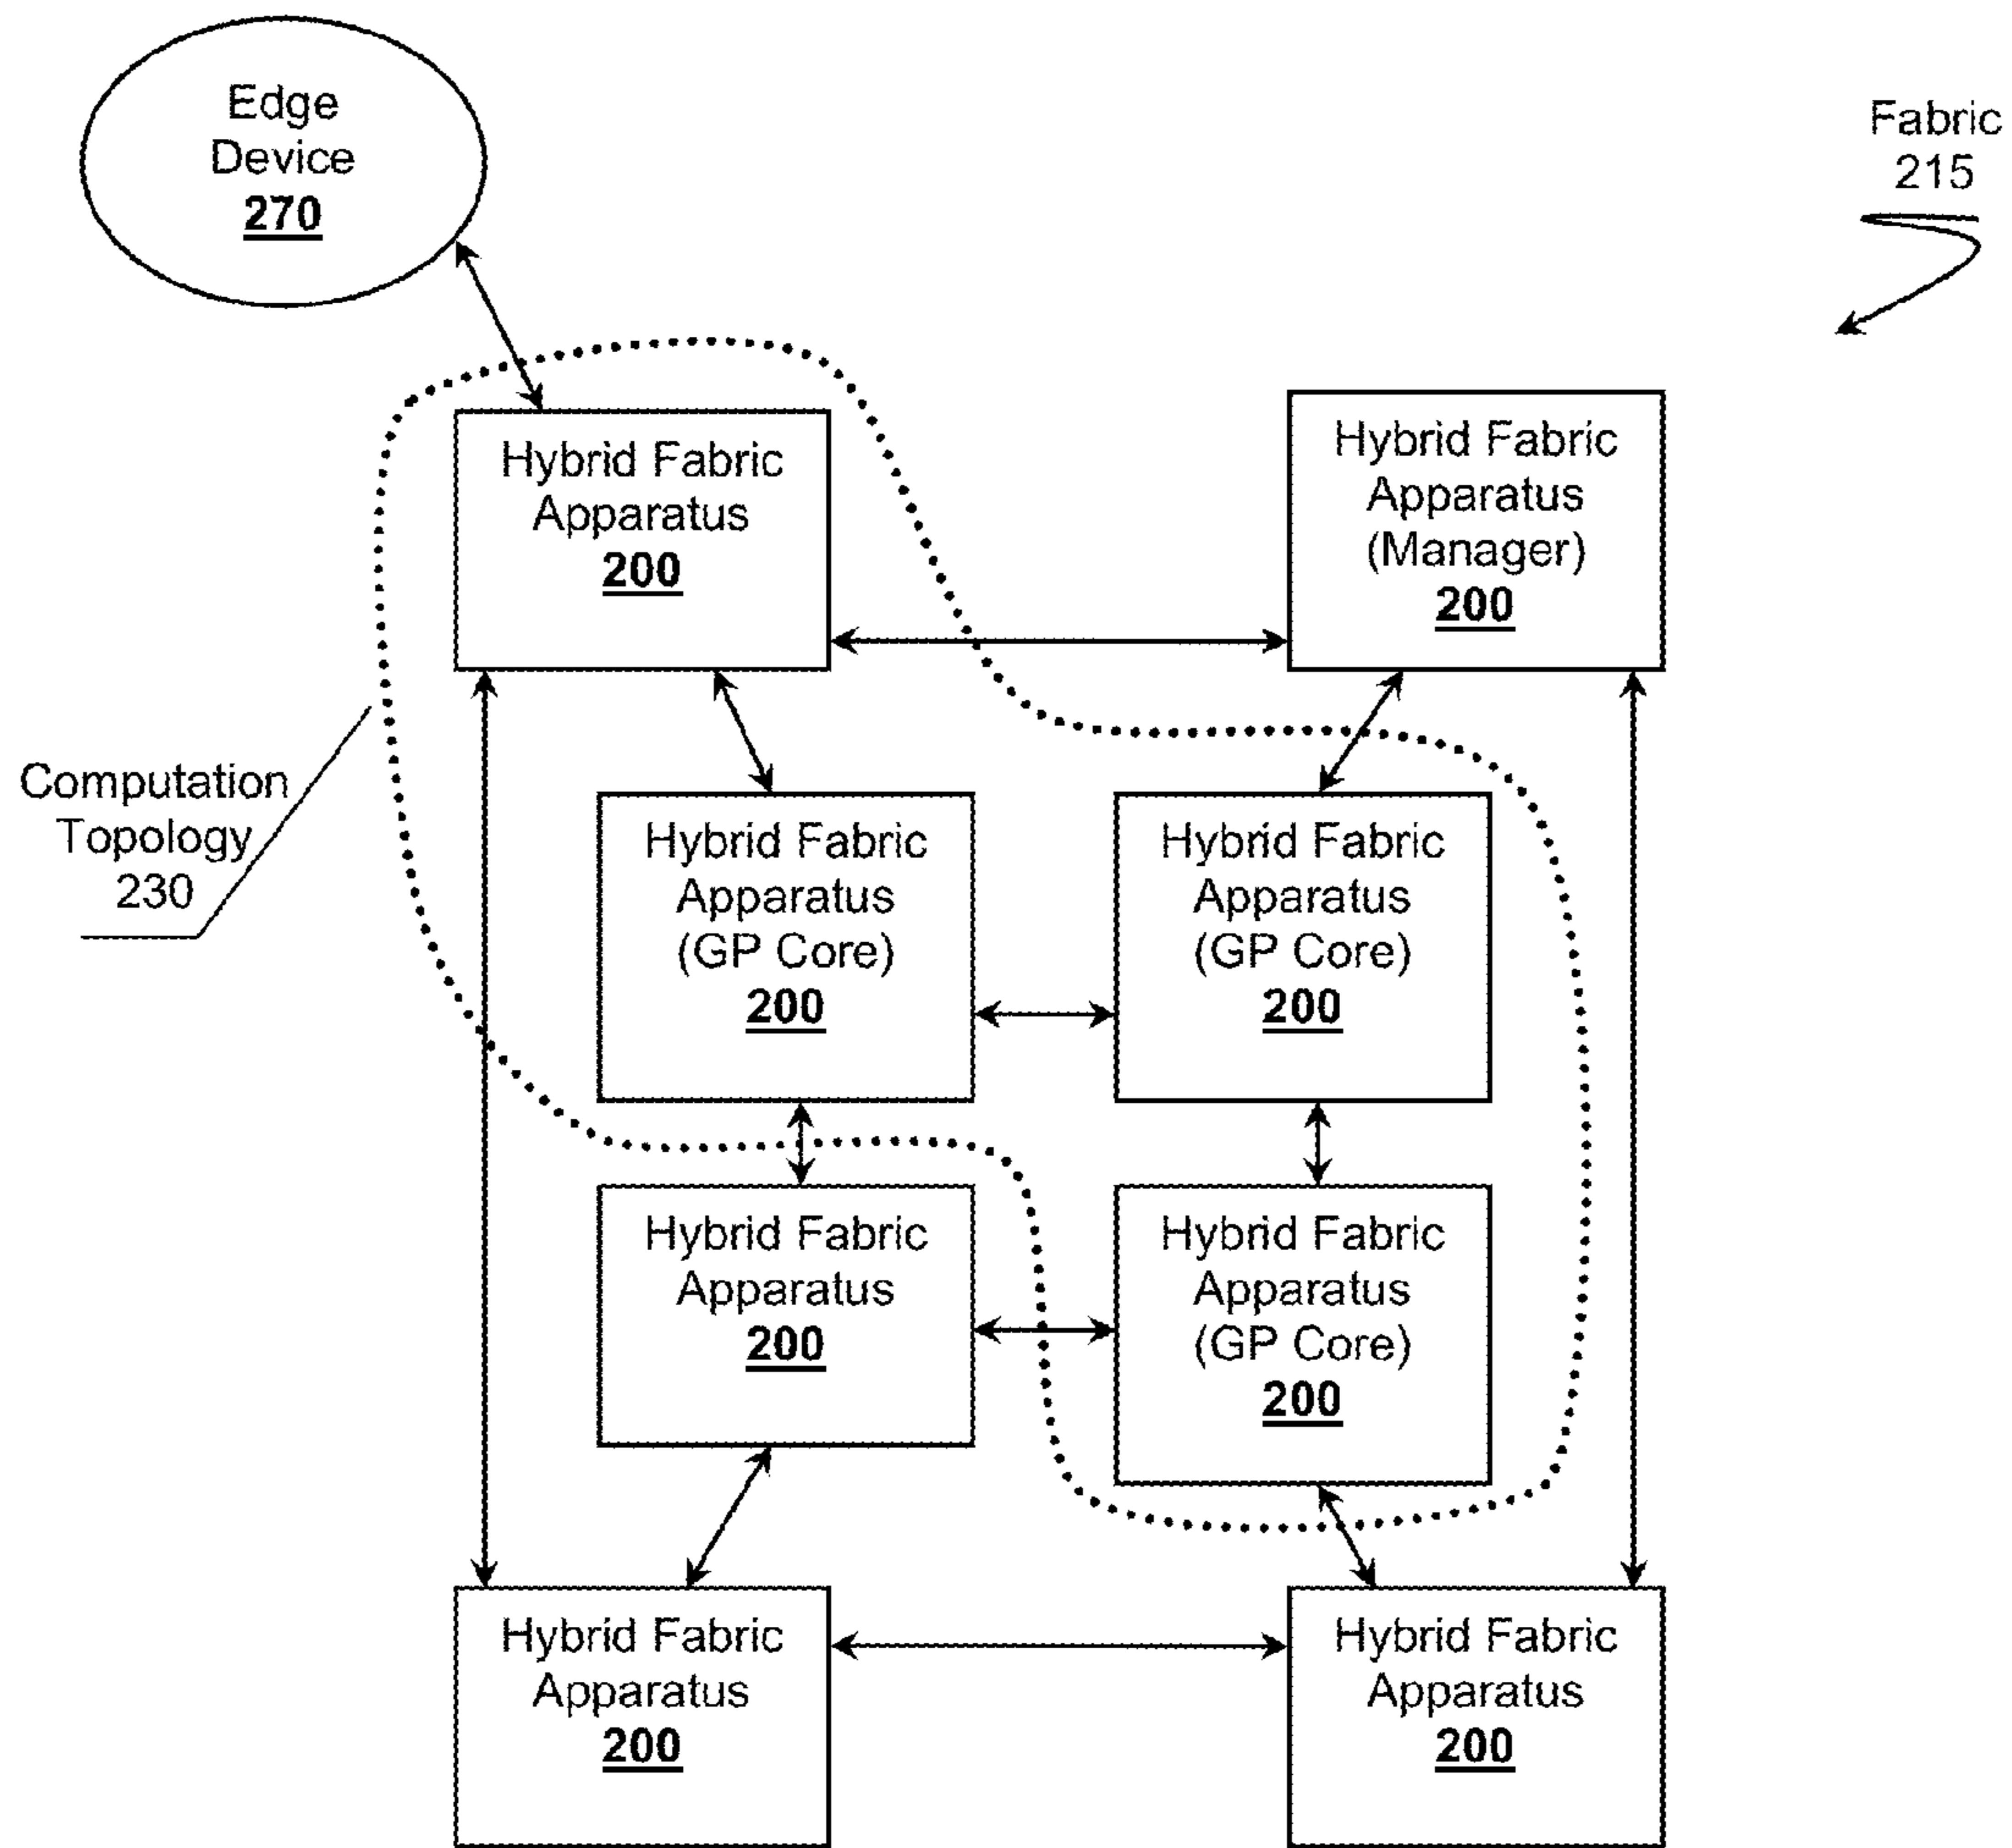 Edge
Device
270
Fabric
215
Hybrid Fabric
Apparatus
200
Hybrid Fabric
Apparatus
(Manager)
200
Computation
Topology
230
Hybrid Fabric
Apparatus
(GP Core)
200
Hybrid Fabric
Apparatus
(GP Core)
200
Hybrid Fabric
Apparatus
200
Hybrid Fabric
Apparatus
(GP Core)
200
Hybrid Fabric
Apparatus
200
Hybrid Fabric
Apparatus
200